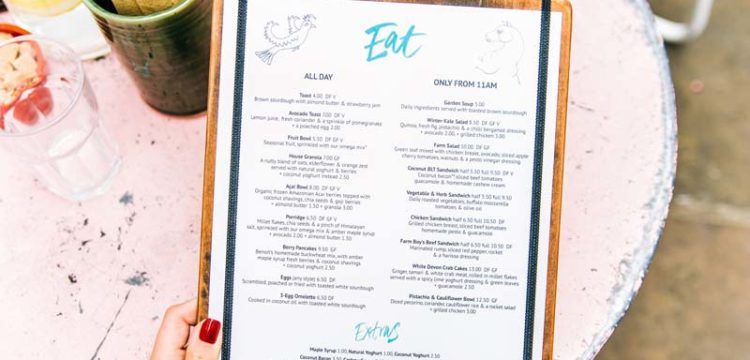 Eat
ALL DAY
Toast 4.00 DF V
Brown sourdough with almond butter & strawberry jam
Avocado Toast 7.00 DF V
Lemon juice, fresh coriander & a sprinkle of pomegranate
+ a poached egg 2.00
Fruit Bowl 5.50 DF V
Seasonal fruit, sprinkled with our omega mix*
House Granola 7.00 GF
A nutty blend of oats, elderflower & orange zest
served with natural yoghurt & berries
+ coconut yoghurt instead 2.50
Açaí Bowl 8.00 DF V
Organic frozen Amazonian Acai berries topped with
coconut shavings, chia seeds & goji berries
+ almond butter 1.50 + granola 3.00
Porridge 6.50 DF V
Millet flakes, chia seeds & a pinch of Himalayan
salt, sprinkled with our omega mix & amber maple syrup
+ avocado 2.00 + almond butter 1.50
Berry Pancakes 9.50 GF
Benoit's homemade buckwheat mix, with amber
maple syrup fresh berries & coconut shavings
+ coconut yoghurt 2.50
Eggs (any style) 6.50 DF
Scrambled, poached or fried with toasted white sourdough
3-Egg Omelette 6.50 DF
Cooked in coconut oil with toasted white sourdough
ONLY FROM 11AM
Garden Soup 5.00
Daily ingredients served with toasted brown sourdough
Winter Kale Salad 8.50 GF V
Quinoa, fresh fig, pistachio & a chilli bergamot dressing
+ avocado 2.00, + grilled chicken 3.00
Farm Salad 10.00 DF GF
Green leaf mixed with chicken breast, avocado, sliced apple
cherry tomatoes, walnuts & a pesto vinegar dressing
Coconut BLT Sandwich half 5.50 full 9.50 DF V
Coconut bacon, sliced beef tomatoes
guacamole & homemade cashew cream
Vegetable & Herb Sandwich half 5.50 full 9.50
Daily roasted vegetables, buffalo mozzarella
tomatoes & olive oil
Chicken Sandwich half 6.50 full 10.50 DF
Grilled chicken breast, sliced beef tomatoes
homemade pesto & guacamole
Farm Boy's Beef Sandwich half 6.50 full 10.50 DF
Marinated rump, sliced red pepper, rocket
& a harissa dressing
White Devon Crab Cakes 13.00 DF GF
Ginger, tamari & white crab meat, rolled in millet flakes
served with a spicy lime yoghurt dressing & green leaves
+ guacamole 2.50
Pistachio & Cauliflower Bowl 12.50 GF
Sliced pecorino, coriander, cauliflower rice & a rocket salad
+ grilled chicken 3.00
Extras
Maple Syrup 1.00, Natural Yoghurt 1.00, Coconut Yoghurt 2.50